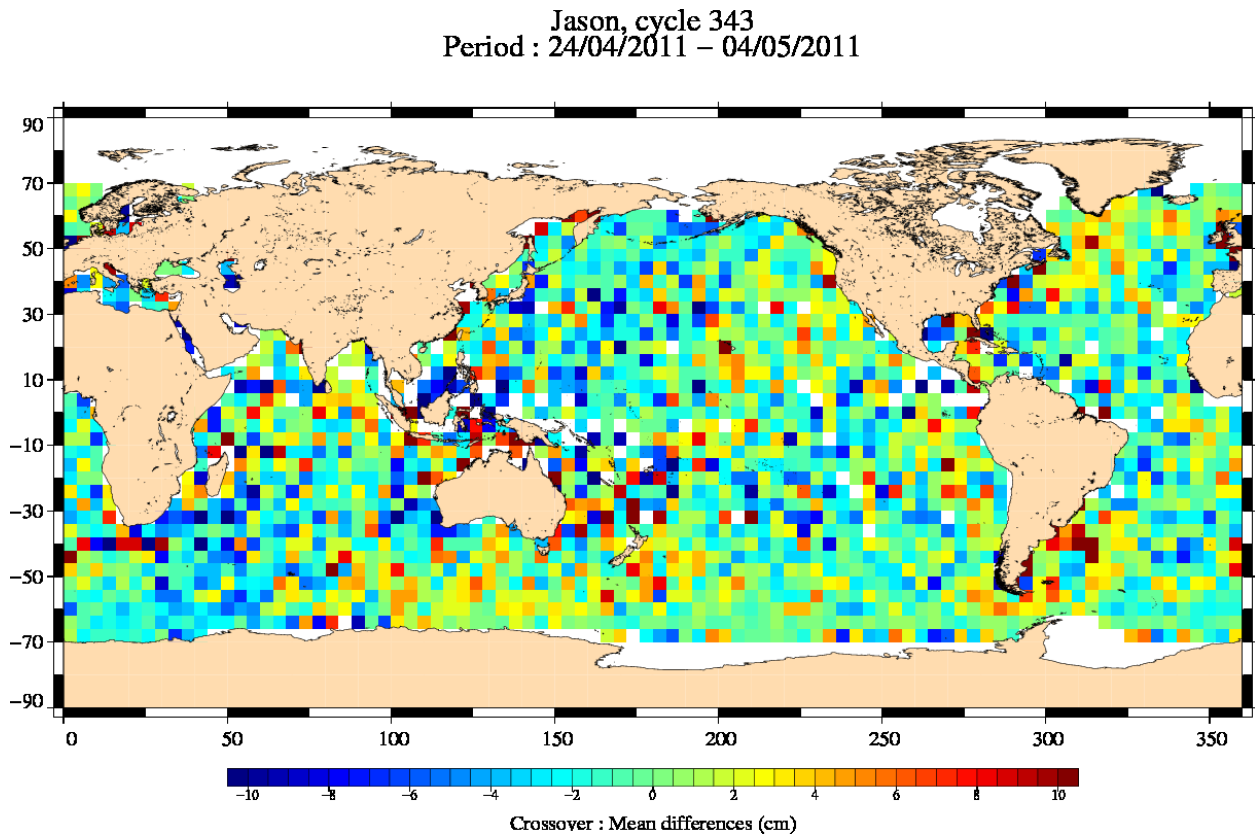 Jason, cycle 343
Period : 24/04/2011 − 04/05/2011
90
70
50
30
10
−10
−30
−50
−70
−90
0 50 100 150 200 250 300 350
−10 −8 −6 −4 −2 0 2 4 6 8 10
Crossover : Mean differences (cm)